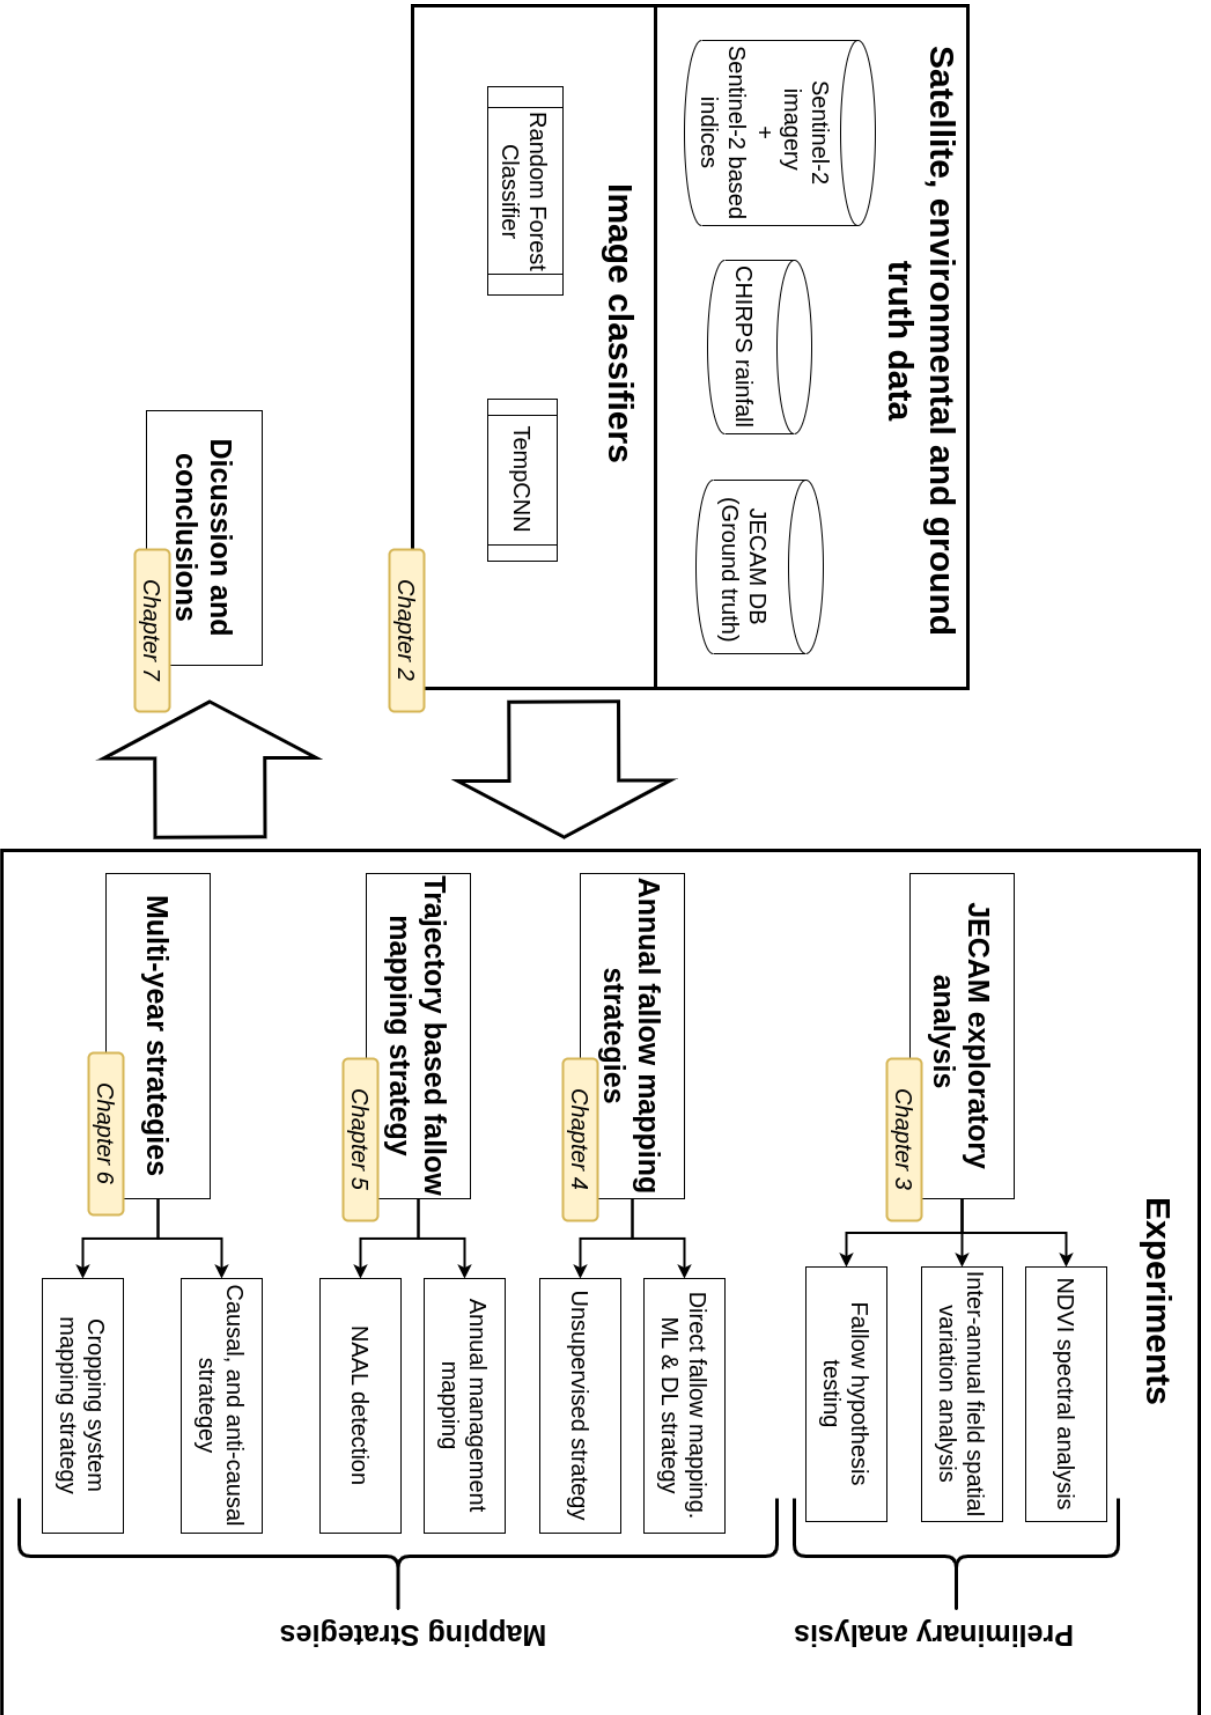 Satellite, environmental and ground
truth data
Sentinel-2
imagery
+
Sentinel-2 based
indices
CHIRPS rainfall
JECAM DB
(Ground truth)
Image classifiers
Random Forest
Classifier
TempCNN
Chapter 2
Experiments
JECAM exploratory
analysis
Chapter 3
NDVI spectral analysis
Inter-annual field spatial
variation analysis
Fallow hypothesis
testing
Preliminary analysis
Annual fallow mapping
strategies
Chapter 4
Direct fallow mapping.
ML & DL strategy
Unsupervised strategy
Trajectory based fallow
mapping strategy
Chapter 5
Annual management
mapping
NAAL detection
Multi-year strategies
Chapter 6
Causal, and anti-causal
strategey
Cropping system
mapping strategy
Mapping Strategies
Dicussion and
conclusions
Chapter 7